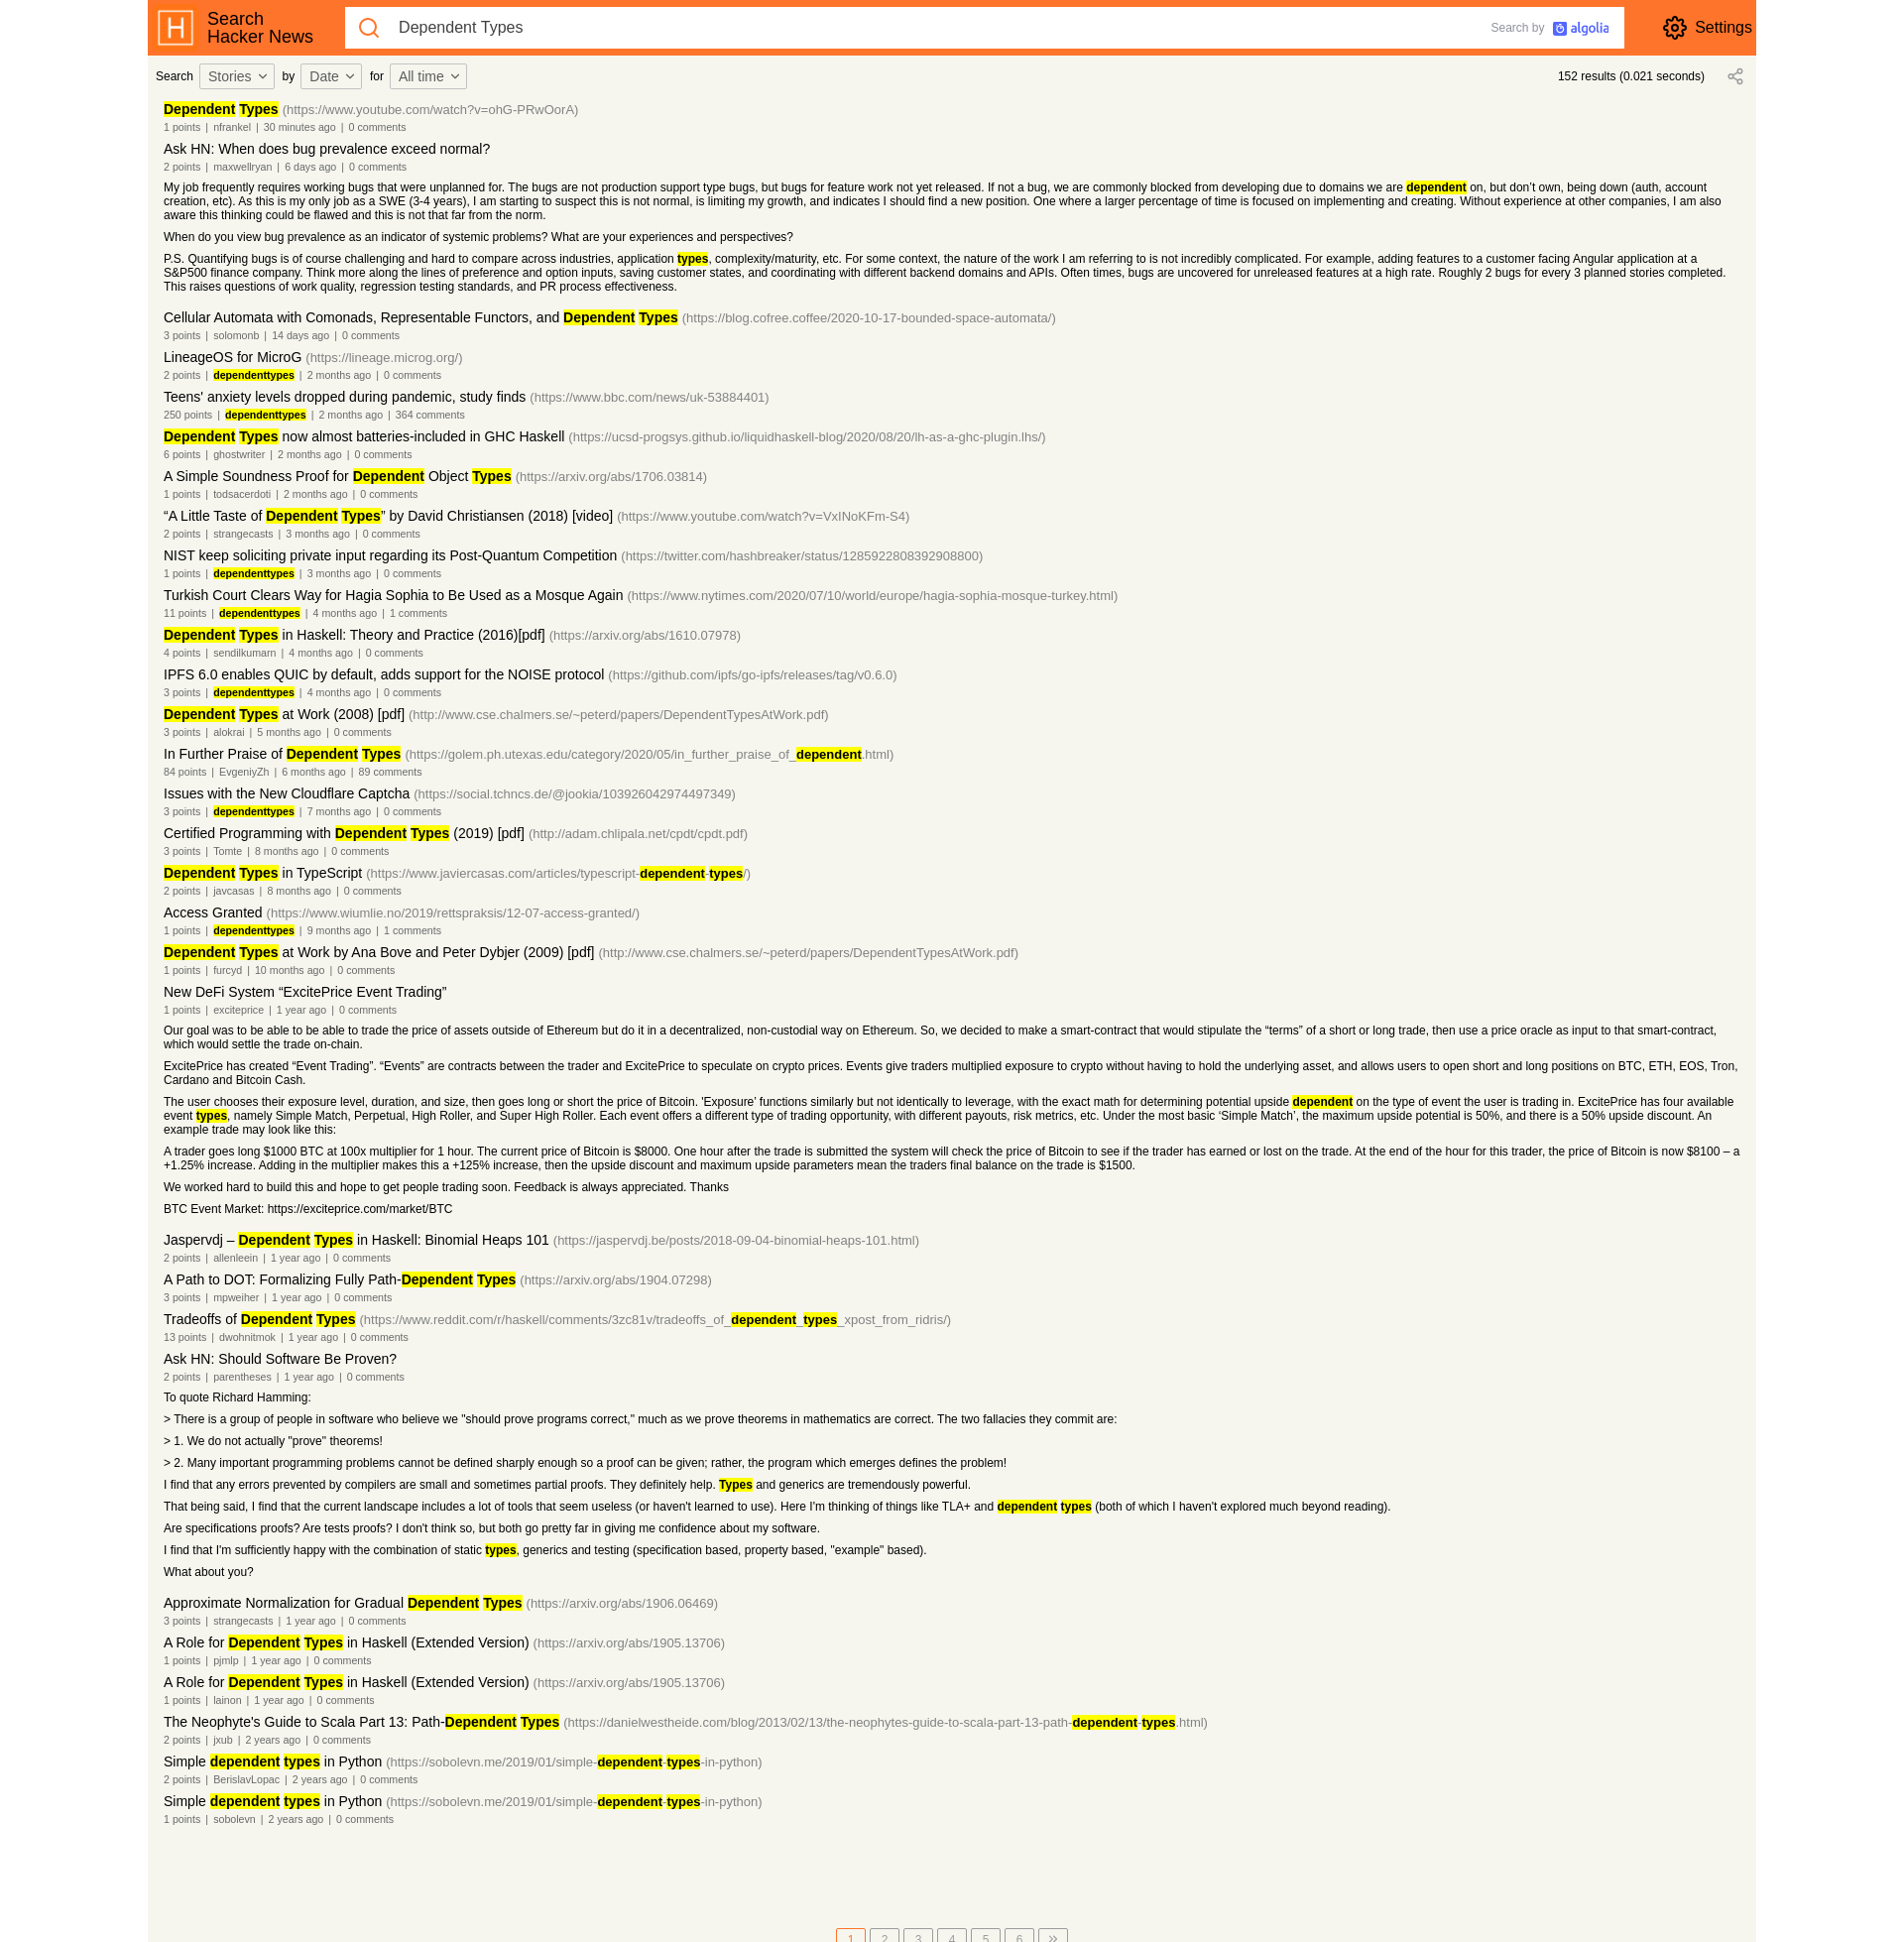 Search
Hacker News
Dependent Types
Search by algolia
Settings
Search Stories by Date for All time
152 results (0.021 seconds)
Dependent Types (https://www.youtube.com/watch?v=ohG-PRwOorA)
1 points | nfrankel | 30 minutes ago | 0 comments
Ask HN: When does bug prevalence exceed normal?
2 points | maxwellryan | 6 days ago | 0 comments
My job frequently requires working bugs that were unplanned for. The bugs are not production support type bugs, but bugs for feature work not yet released. If not a bug, we are commonly blocked from developing due to domains we are dependent on, but don’t own, being down (auth, account
creation, etc). As this is my only job as a SWE (3-4 years), I am starting to suspect this is not normal, is limiting my growth, and indicates I should find a new position. One where a larger percentage of time is focused on implementing and creating. Without experience at other companies, I am also
aware this thinking could be flawed and this is not that far from the norm.
When do you view bug prevalence as an indicator of systemic problems? What are your experiences and perspectives?
P.S. Quantifying bugs is of course challenging and hard to compare across industries, application types, complexity/maturity, etc. For some context, the nature of the work I am referring to is not incredibly complicated. For example, adding features to a customer facing Angular application at a
S&P500 finance company. Think more along the lines of preference and option inputs, saving customer states, and coordinating with different backend domains and APIs. Often times, bugs are uncovered for unreleased features at a high rate. Roughly 2 bugs for every 3 planned stories completed.
This raises questions of work quality, regression testing standards, and PR process effectiveness.
Cellular Automata with Comonads, Representable Functors, and Dependent Types (https://blog.cofree.coffee/2020-10-17-bounded-space-automata/)
3 points | solomonb | 14 days ago | 0 comments
LineageOS for MicroG (https://lineage.microg.org/)
2 points | dependenttypes | 2 months ago | 0 comments
Teens' anxiety levels dropped during pandemic, study finds (https://www.bbc.com/news/uk-53884401)
250 points | dependenttypes | 2 months ago | 364 comments
Dependent Types now almost batteries-included in GHC Haskell (https://ucsd-progsys.github.io/liquidhaskell-blog/2020/08/20/lh-as-a-ghc-plugin.lhs/)
6 points | ghostwriter | 2 months ago | 0 comments
A Simple Soundness Proof for Dependent Object Types (https://arxiv.org/abs/1706.03814)
1 points | todsacerdoti | 2 months ago | 0 comments
“A Little Taste of Dependent Types” by David Christiansen (2018) [video] (https://www.youtube.com/watch?v=VxINoKFm-S4)
2 points | strangecasts | 3 months ago | 0 comments
NIST keep soliciting private input regarding its Post-Quantum Competition (https://twitter.com/hashbreaker/status/1285922808392908800)
1 points | dependenttypes | 3 months ago | 0 comments
Turkish Court Clears Way for Hagia Sophia to Be Used as a Mosque Again (https://www.nytimes.com/2020/07/10/world/europe/hagia-sophia-mosque-turkey.html)
11 points | dependenttypes | 4 months ago | 1 comments
Dependent Types in Haskell: Theory and Practice (2016)[pdf] (https://arxiv.org/abs/1610.07978)
4 points | sendilkumarn | 4 months ago | 0 comments
IPFS 6.0 enables QUIC by default, adds support for the NOISE protocol (https://github.com/ipfs/go-ipfs/releases/tag/v0.6.0)
3 points | dependenttypes | 4 months ago | 0 comments
Dependent Types at Work (2008) [pdf] (http://www.cse.chalmers.se/~peterd/papers/DependentTypesAtWork.pdf)
3 points | alokrai | 5 months ago | 0 comments
In Further Praise of Dependent Types (https://golem.ph.utexas.edu/category/2020/05/in_further_praise_of_dependent.html)
84 points | EvgeniyZh | 6 months ago | 89 comments
Issues with the New Cloudflare Captcha (https://social.tchncs.de/@jookia/103926042974497349)
3 points | dependenttypes | 7 months ago | 0 comments
Certified Programming with Dependent Types (2019) [pdf] (http://adam.chlipala.net/cpdt/cpdt.pdf)
3 points | Tomte | 8 months ago | 0 comments
Dependent Types in TypeScript (https://www.javiercasas.com/articles/typescript-dependent-types/)
2 points | javcasas | 8 months ago | 0 comments
Access Granted (https://www.wiumlie.no/2019/rettspraksis/12-07-access-granted/)
1 points | dependenttypes | 9 months ago | 1 comments
Dependent Types at Work by Ana Bove and Peter Dybjer (2009) [pdf] (http://www.cse.chalmers.se/~peterd/papers/DependentTypesAtWork.pdf)
1 points | furcyd | 10 months ago | 0 comments
New DeFi System “ExcitePrice Event Trading”
1 points | exciteprice | 1 year ago | 0 comments
Our goal was to be able to be able to trade the price of assets outside of Ethereum but do it in a decentralized, non-custodial way on Ethereum. So, we decided to make a smart-contract that would stipulate the “terms” of a short or long trade, then use a price oracle as input to that smart-contract,
which would settle the trade on-chain.
ExcitePrice has created “Event Trading”. “Events” are contracts between the trader and ExcitePrice to speculate on crypto prices. Events give traders multiplied exposure to crypto without having to hold the underlying asset, and allows users to open short and long positions on BTC, ETH, EOS, Tron,
Cardano and Bitcoin Cash.
The user chooses their exposure level, duration, and size, then goes long or short the price of Bitcoin. 'Exposure’ functions similarly but not identically to leverage, with the exact math for determining potential upside dependent on the type of event the user is trading in. ExcitePrice has four available
event types, namely Simple Match, Perpetual, High Roller, and Super High Roller. Each event offers a different type of trading opportunity, with different payouts, risk metrics, etc. Under the most basic ‘Simple Match’, the maximum upside potential is 50%, and there is a 50% upside discount. An
example trade may look like this:
A trader goes long $1000 BTC at 100x multiplier for 1 hour. The current price of Bitcoin is $8000. One hour after the trade is submitted the system will check the price of Bitcoin to see if the trader has earned or lost on the trade. At the end of the hour for this trader, the price of Bitcoin is now $8100 – a
+1.25% increase. Adding in the multiplier makes this a +125% increase, then the upside discount and maximum upside parameters mean the traders final balance on the trade is $1500.
We worked hard to build this and hope to get people trading soon. Feedback is always appreciated. Thanks
BTC Event Market: https://exciteprice.com/market/BTC
Jaspervdj – Dependent Types in Haskell: Binomial Heaps 101 (https://jaspervdj.be/posts/2018-09-04-binomial-heaps-101.html)
2 points | allenleein | 1 year ago | 0 comments
A Path to DOT: Formalizing Fully Path-Dependent Types (https://arxiv.org/abs/1904.07298)
3 points | mpweiher | 1 year ago | 0 comments
Tradeoffs of Dependent Types (https://www.reddit.com/r/haskell/comments/3zc81v/tradeoffs_of_dependent_types_xpost_from_ridris/)
13 points | dwohnitmok | 1 year ago | 0 comments
Ask HN: Should Software Be Proven?
2 points | parentheses | 1 year ago | 0 comments
To quote Richard Hamming:
> There is a group of people in software who believe we "should prove programs correct," much as we prove theorems in mathematics are correct. The two fallacies they commit are:
> 1. We do not actually "prove" theorems!
> 2. Many important programming problems cannot be defined sharply enough so a proof can be given; rather, the program which emerges defines the problem!
I find that any errors prevented by compilers are small and sometimes partial proofs. They definitely help. Types and generics are tremendously powerful.
That being said, I find that the current landscape includes a lot of tools that seem useless (or haven't learned to use). Here I'm thinking of things like TLA+ and dependent types (both of which I haven't explored much beyond reading).
Are specifications proofs? Are tests proofs? I don't think so, but both go pretty far in giving me confidence about my software.
I find that I'm sufficiently happy with the combination of static types, generics and testing (specification based, property based, "example" based).
What about you?
Approximate Normalization for Gradual Dependent Types (https://arxiv.org/abs/1906.06469)
3 points | strangecasts | 1 year ago | 0 comments
A Role for Dependent Types in Haskell (Extended Version) (https://arxiv.org/abs/1905.13706)
1 points | pjmlp | 1 year ago | 0 comments
A Role for Dependent Types in Haskell (Extended Version) (https://arxiv.org/abs/1905.13706)
1 points | lainon | 1 year ago | 0 comments
The Neophyte's Guide to Scala Part 13: Path-Dependent Types (https://danielwestheide.com/blog/2013/02/13/the-neophytes-guide-to-scala-part-13-path-dependent-types.html)
2 points | jxub | 2 years ago | 0 comments
Simple dependent types in Python (https://sobolevn.me/2019/01/simple-dependent-types-in-python)
2 points | BerislavLopac | 2 years ago | 0 comments
Simple dependent types in Python (https://sobolevn.me/2019/01/simple-dependent-types-in-python)
1 points | sobolevn | 2 years ago | 0 comments
1 2 3 4 5 6 »